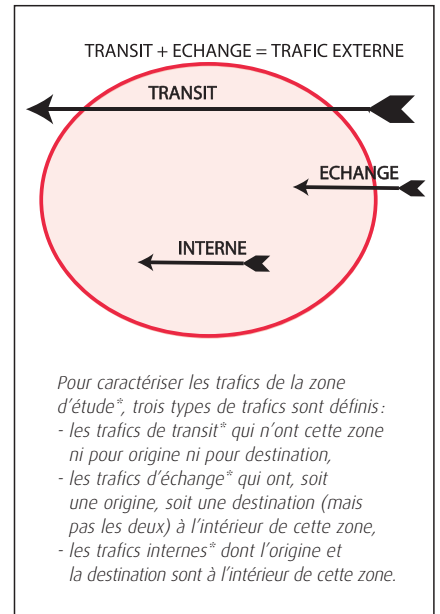 TRANSIT + ECHANGE = TRAFIC EXTERNE
TRANSIT
ECHANGE
INTERNE
Pour caractériser les trafics de la zone
d'étude*, trois types de trafics sont définis :
- les trafics de transit* qui n'ont cette zone
ni pour origine ni pour destination,
- les trafics d'échange* qui ont, soit
une origine, soit une destination (mais
pas les deux) à l'intérieur de cette zone,
- les trafics internes* dont l'origine et
la destination sont à l'intérieur de cette zone.